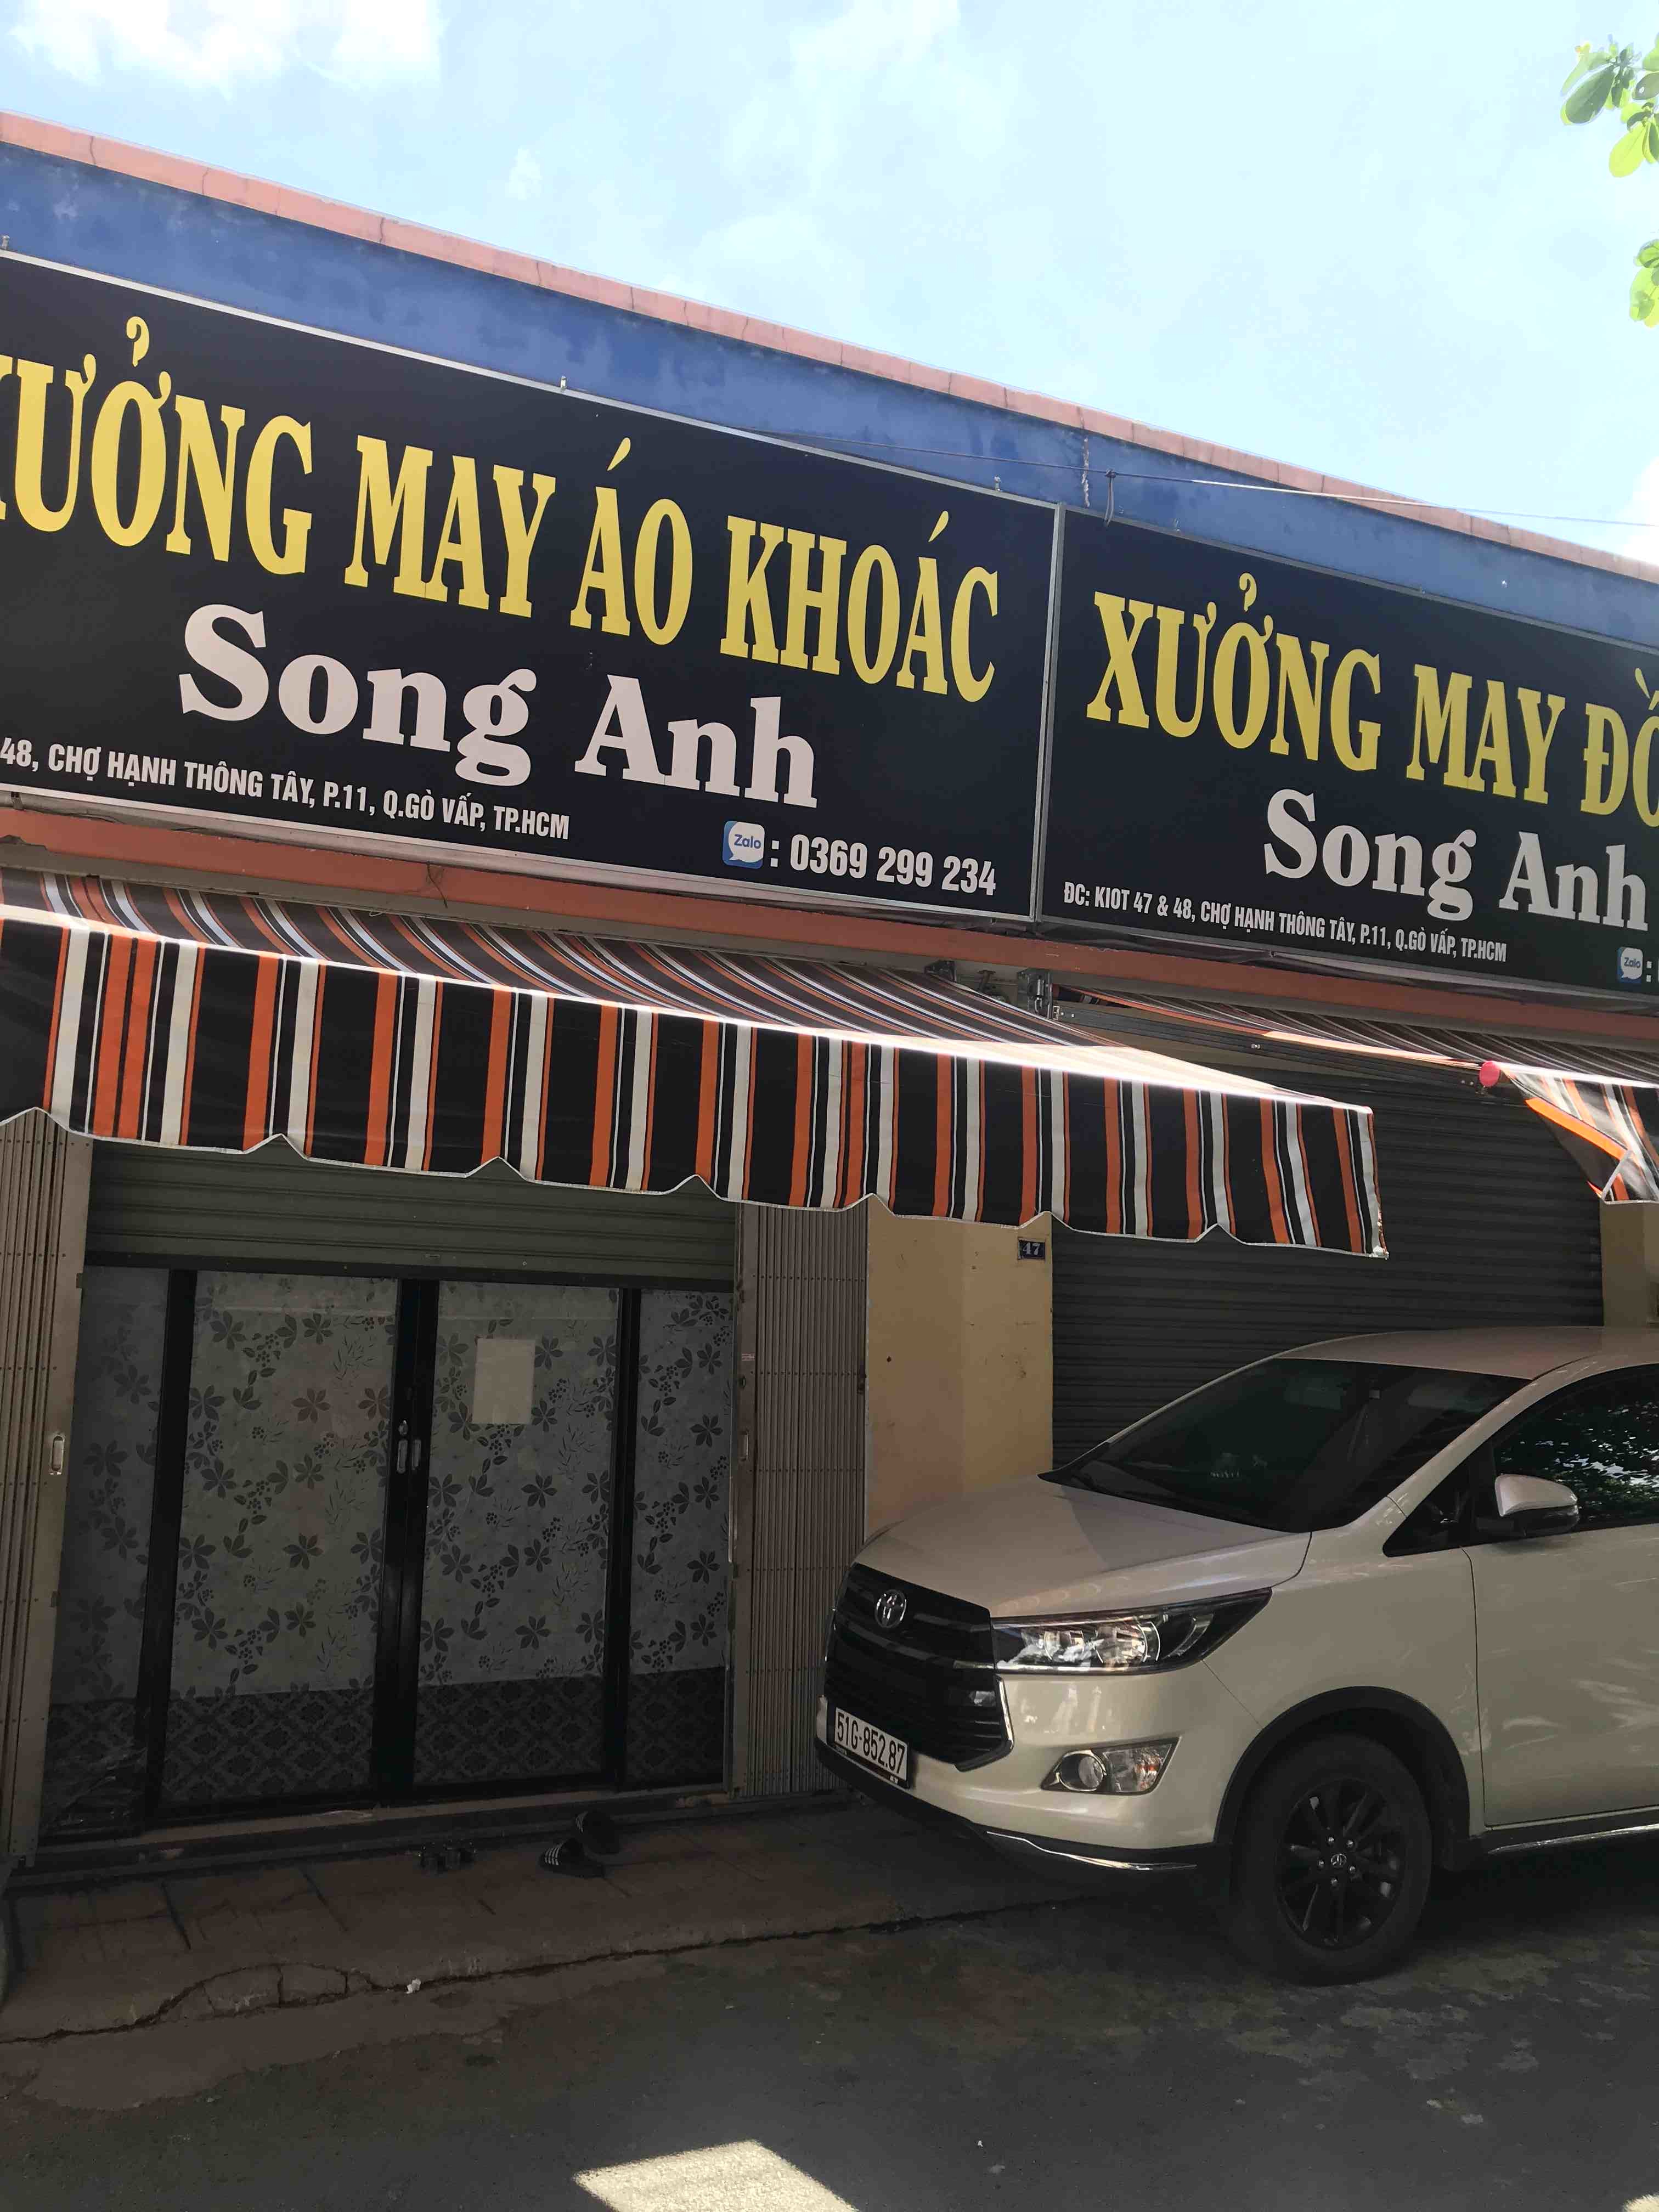 XƯỞNG MAY ÁO KHOÁC
Song Anh
48, CHỢ HẠNH THÔNG TÂY, P.11, Q.GÒ VẤP, TP.HCM
Zalo : 0369 299 234
XƯỞNG MAY ĐỒ
Song Anh
ĐC: KIOT 47 & 48, CHỢ HẠNH THÔNG TÂY, P.11, Q.GÒ VẤP, TP.HCM
Zalo :
47
51G-852.87